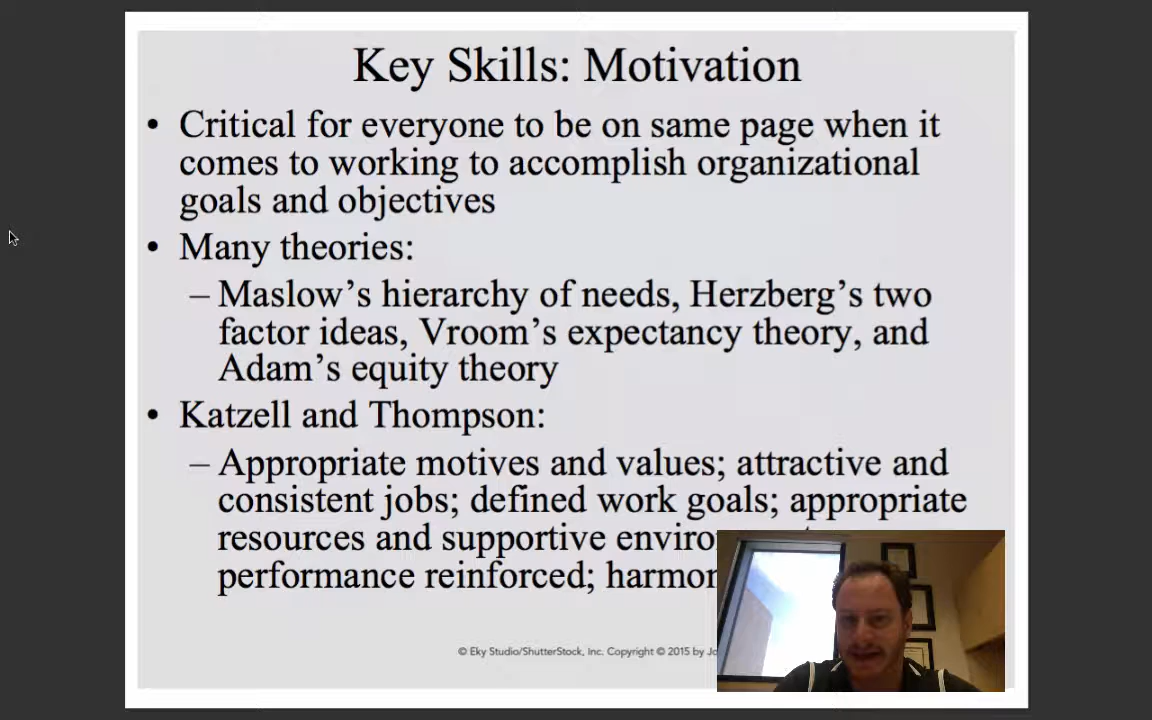 Key Skills: Motivation
• Critical for everyone to be on same page when it
comes to working to accomplish organizational
goals and objectives
• Many theories:
– Maslow’s hierarchy of needs, Herzberg’s two
factor ideas, Vroom’s expectancy theory, and
Adam’s equity theory
• Katzell and Thompson:
– Appropriate motives and values; attractive and
consistent jobs; defined work goals; appropriate
resources and supportive
performance reinforced;
© Eky Studio/ShutterStock, Inc. Copyright © 2015 by